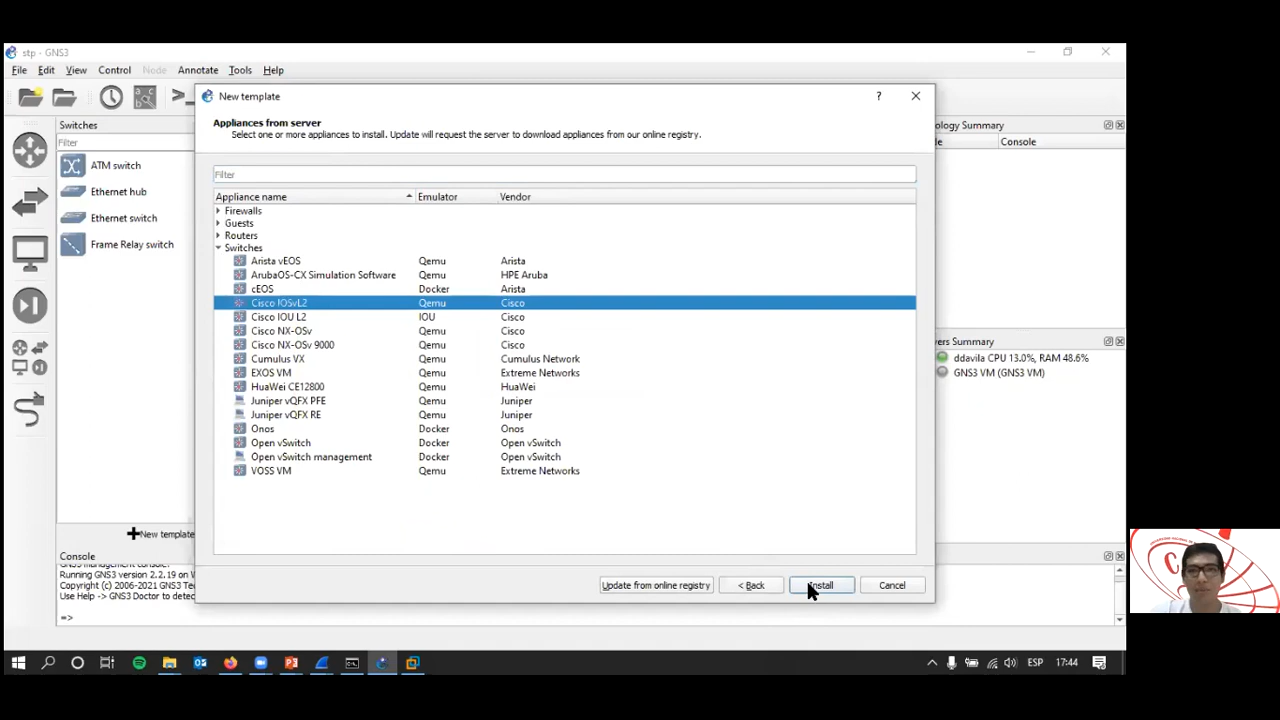 stp - GNS3
File Edit View Control Node Annotate Tools Help
New template
Appliances from server
Select one or more appliances to install. Update will request the server to download appliances from our online registry.
Filter
Appliance name Emulator Vendor
Firewalls
Guests
Routers
Switches
Arista vEOS Qemu Arista
ArubaOS-CX Simulation Software Qemu HPE Aruba
cEOS Docker Arista
Cisco IOSvL2 Qemu Cisco
Cisco IOU L2 IOU Cisco
Cisco NX-OSv Qemu Cisco
Cisco NX-OSv 9000 Qemu Cisco
Cumulus VX Qemu Cumulus Network
EXOS VM Qemu Extreme Networks
HuaWei CE12800 Qemu HuaWei
Juniper vQFX PFE Qemu Juniper
Juniper vQFX RE Qemu Juniper
Onos Docker Onos
Open vSwitch Docker Open vSwitch
Open vSwitch management Docker Open vSwitch
VOSS VM Qemu Extreme Networks
Update from online registry < Back Install Cancel
Switches
Filter
ATM switch
Ethernet hub
Ethernet switch
Frame Relay switch
New template
ology Summary
de Console
ers Summary
ddavila CPU 13.0%, RAM 48.6%
GNS3 VM (GNS3 VM)
Console
GNS3 management console.
Running GNS3 version 2.2.19 on W
Copyright (c) 2006-2021 GNS3 Tec
Use Help -> GNS3 Doctor to detec
=>
ESP 17:44